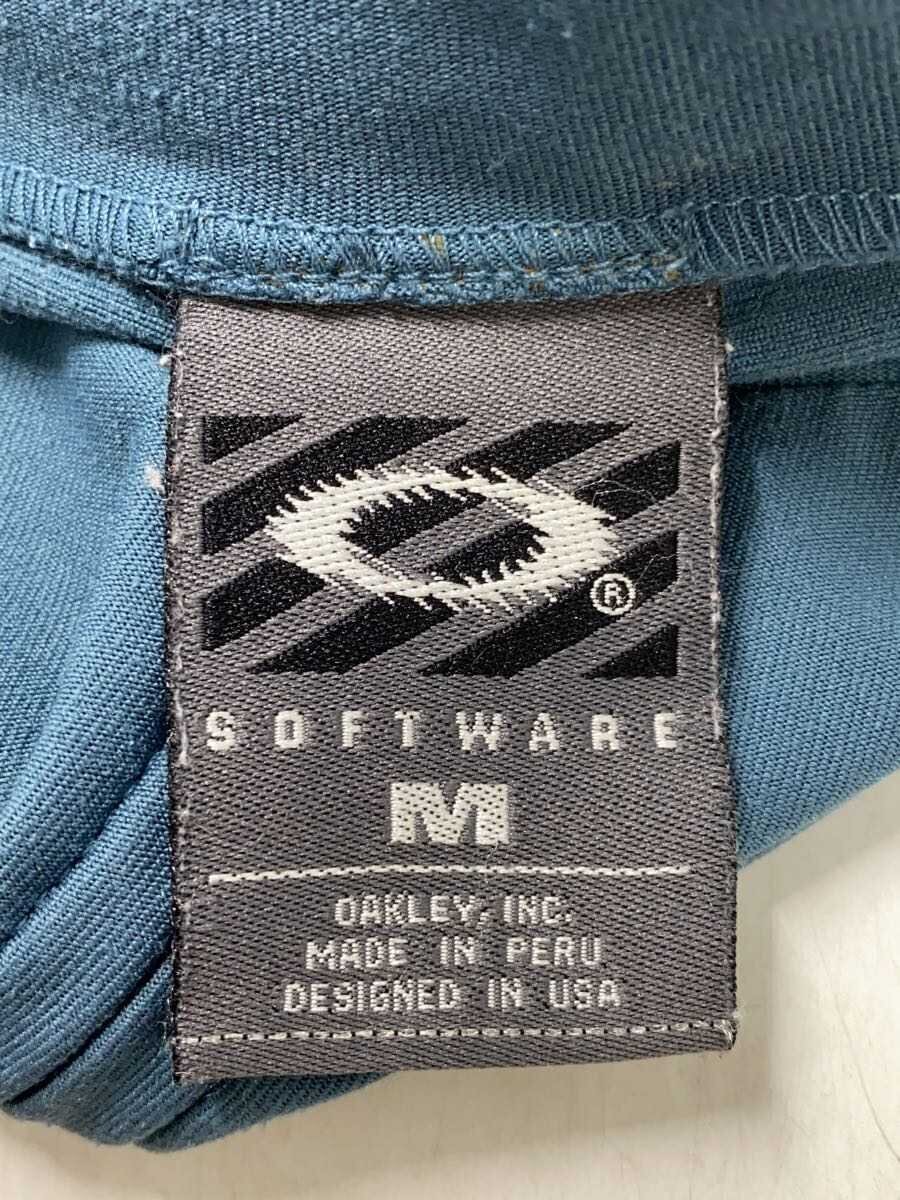 ®
SOFTWARE
M
OAKLEY, INC.
MADE IN PERU
DESIGNED IN USA